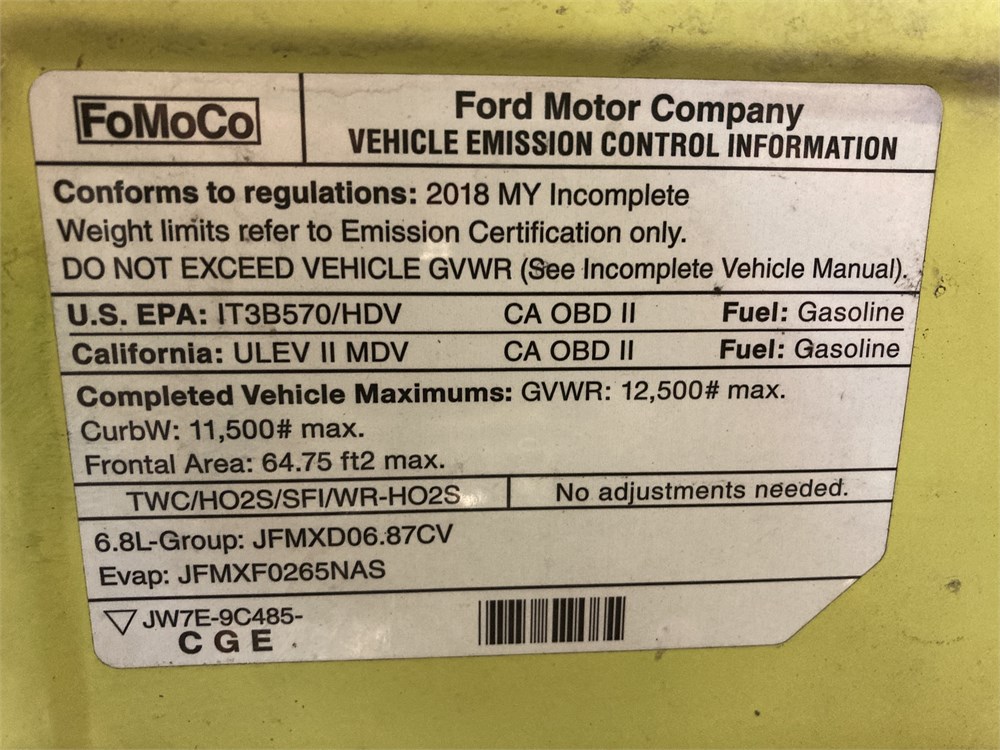 FoMoCo
Ford Motor Company
VEHICLE EMISSION CONTROL INFORMATION
Conforms to regulations: 2018 MY Incomplete
Weight limits refer to Emission Certification only.
DO NOT EXCEED VEHICLE GVWR (See Incomplete Vehicle Manual).
U.S. EPA: IT3B570/HDV CA OBD II Fuel: Gasoline
California: ULEV II MDV CA OBD II Fuel: Gasoline
Completed Vehicle Maximums: GVWR: 12,500# max.
CurbW: 11,500# max.
Frontal Area: 64.75 ft2 max.
TWC/HO2S/SFI/WR-HO2S No adjustments needed.
6.8L-Group: JFMXD06.87CV
Evap: JFMXF0265NAS
JW7E-9C485-
CGE